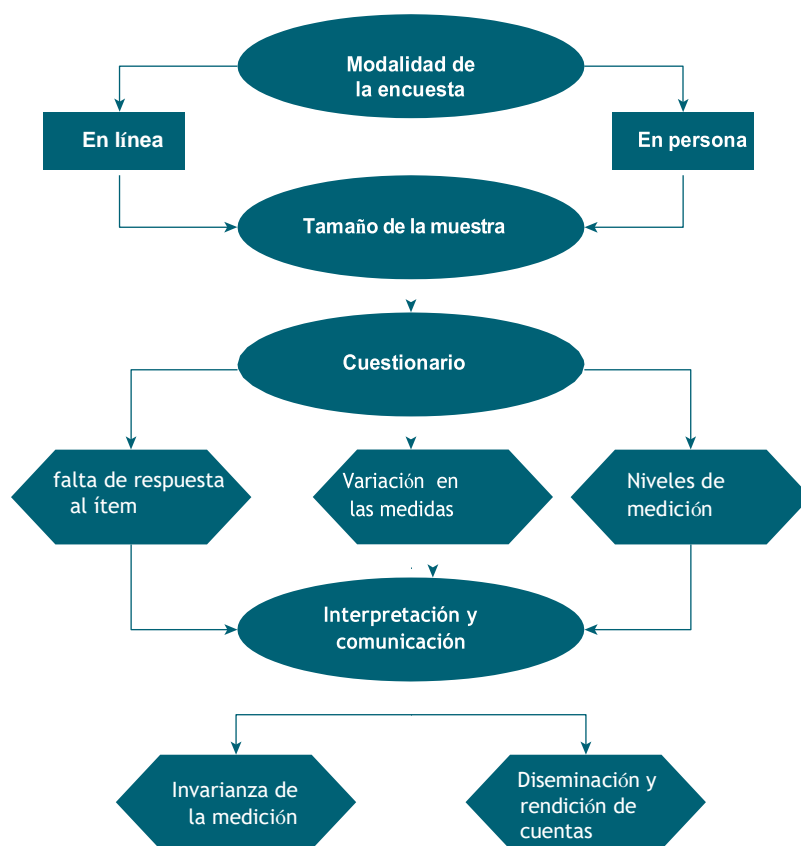 Modalidad de
la encuesta
En línea
En persona
Tamaño de la muestra
Cuestionario
falta de respuesta
al ítem
Variación en
las medidas
Niveles de
medición
Interpretación y
comunicación
Invarianza de
la medición
Diseminación y
rendición de
cuentas